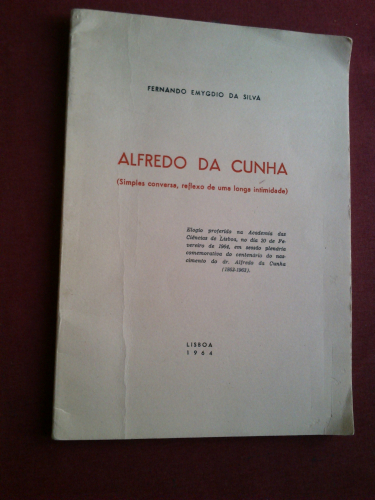 FERNANDO EMYGDIO DA SILVA
ALFREDO DA CUNHA
(Simples conversa, reflexo de uma longa intimidade)
Elogio proferido na Academia das
Ciências de Lisboa, no dia 20 de Fe-
vereiro de 1964, em sessão plenária
comemorativa do centenário do nas-
cimento do dr. Alfredo da Cunha
(1863-1963).
LISBOA
1964